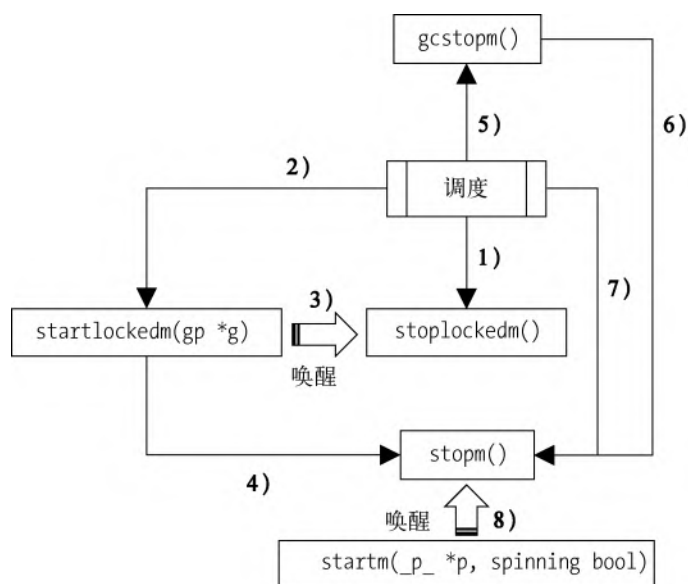 gcstopm()
5)
6)
2)
调度
1)
7)
startlockedm(gp *g)
3)
唤醒
stoplockedm()
4)
stopm()
唤醒
8)
startm(_p_ *p, spinning bool)